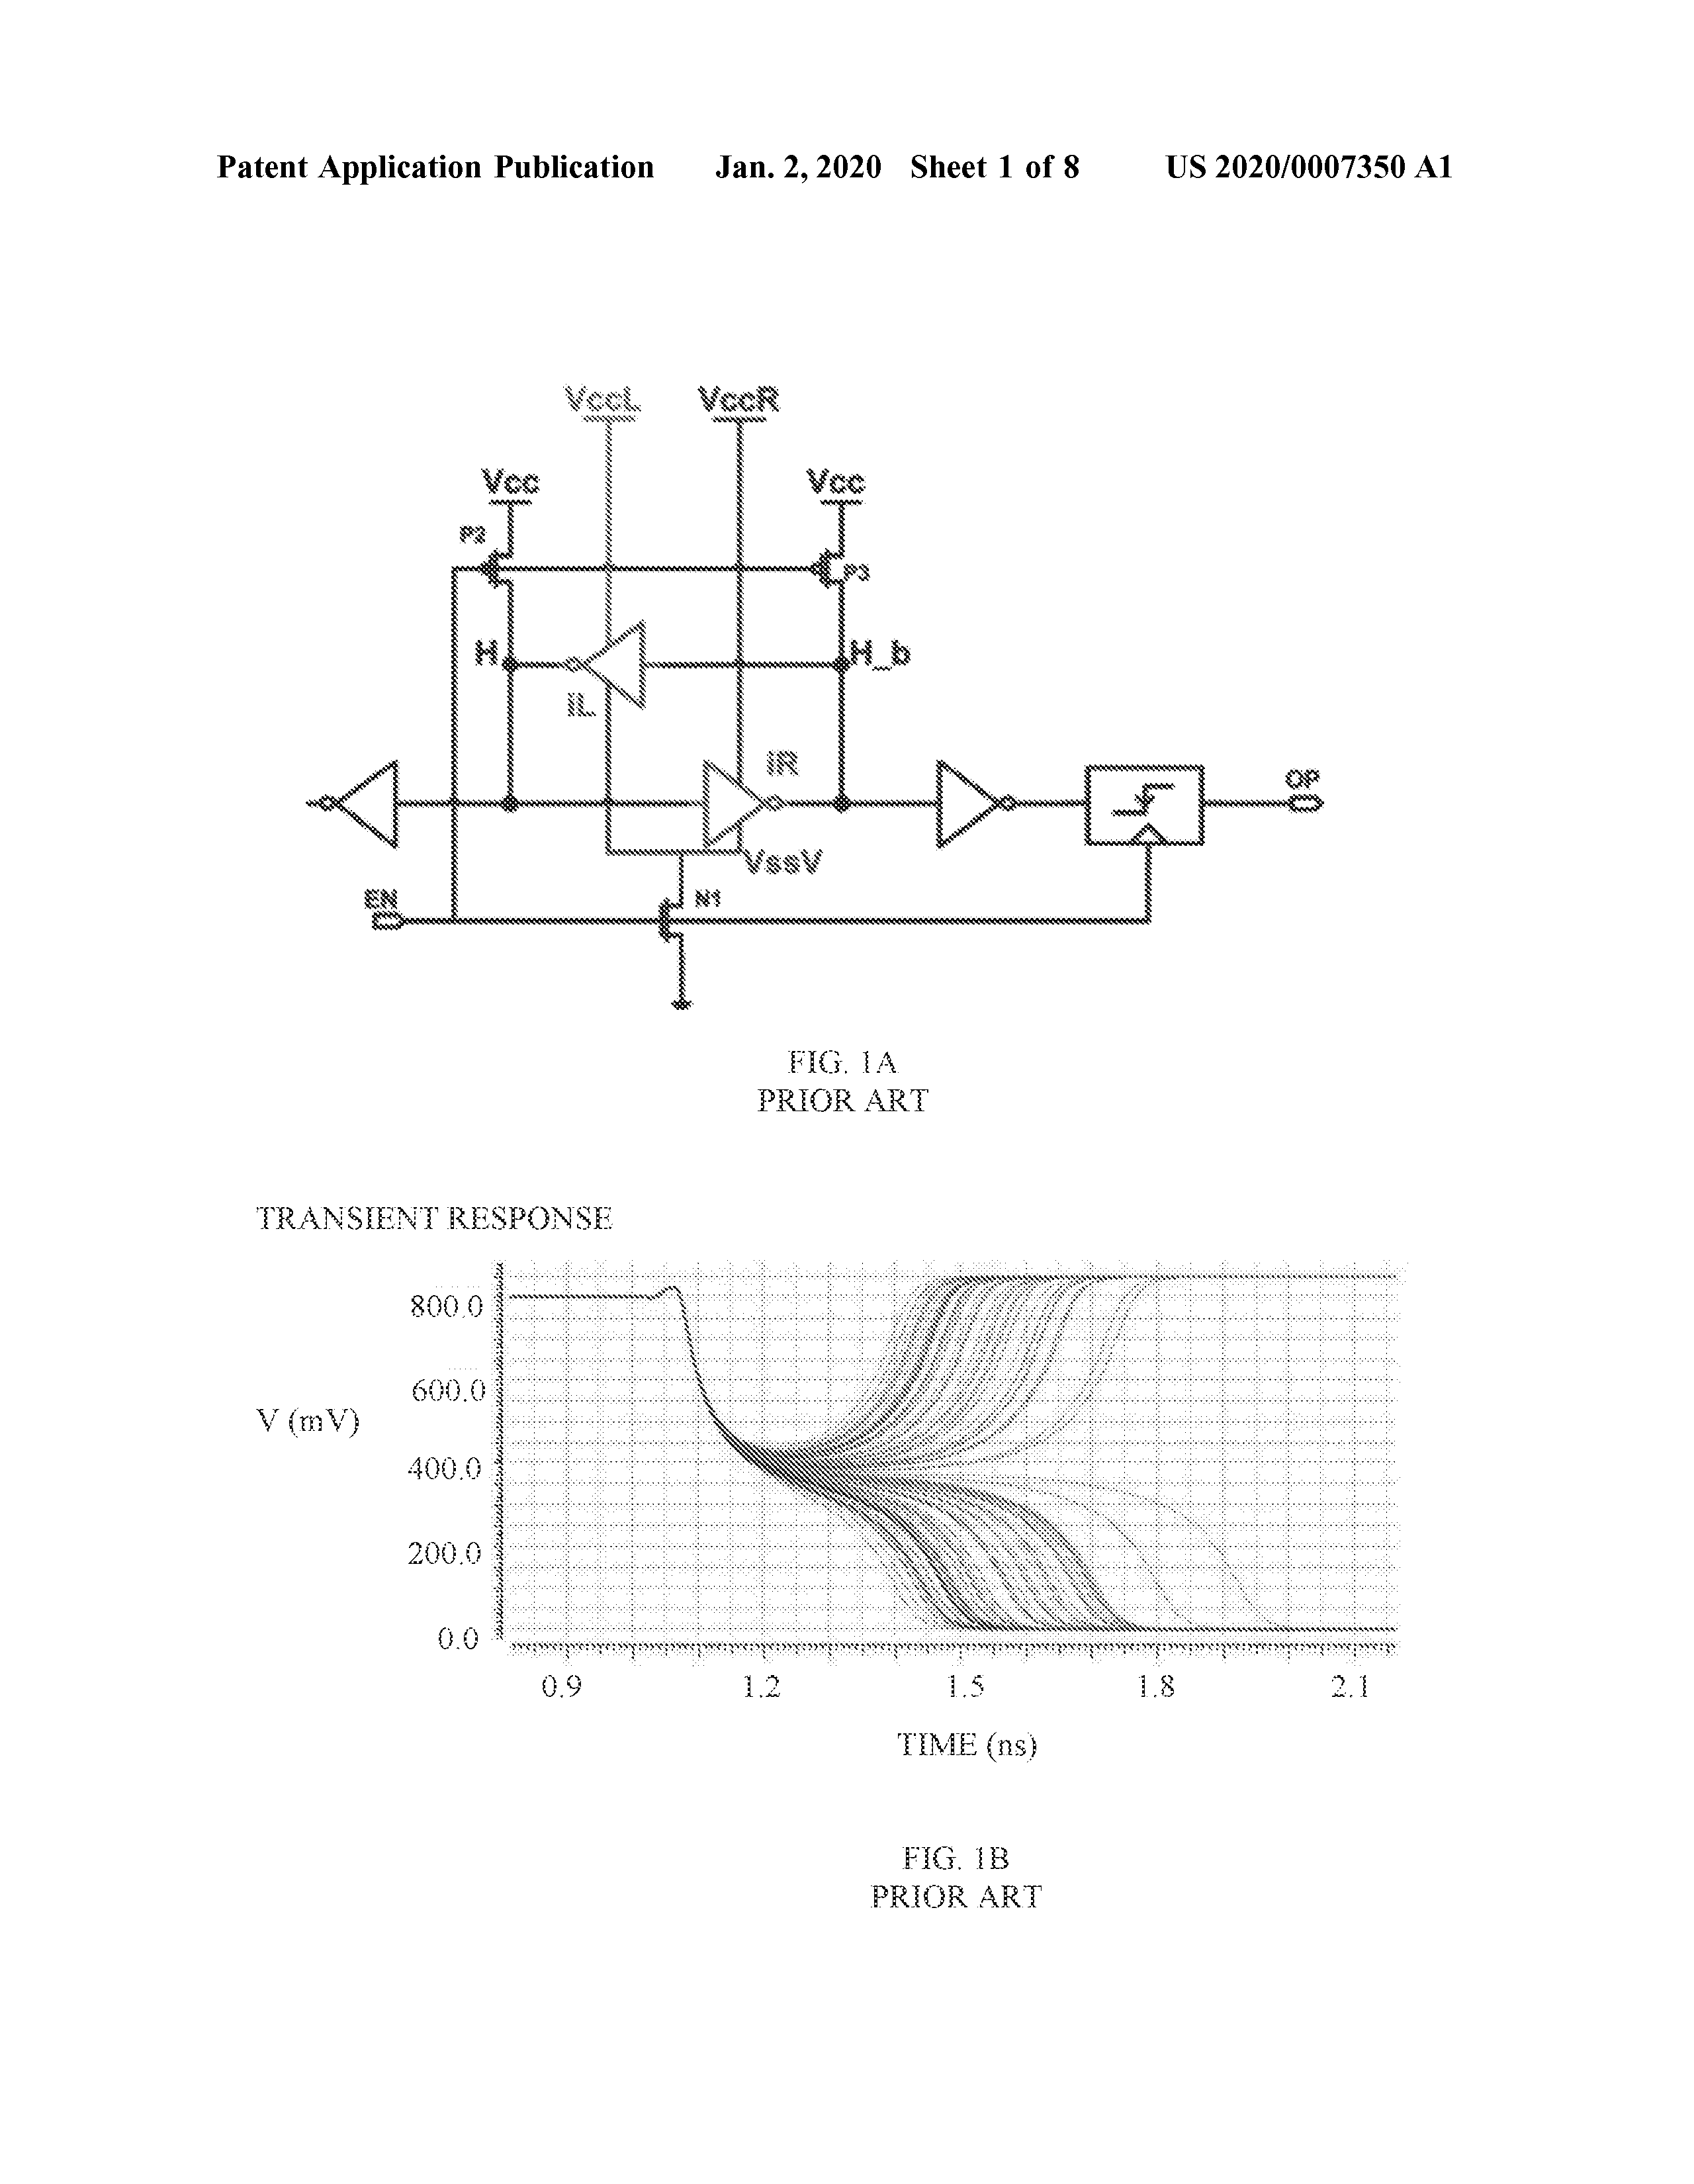 Patent Application Publication Jan. 2, 2020 Sheet 1 of 8 US 2020/0007350 A1
VccL VccR
Vcc Vcc
P2
P3
H H_b
iL
IR
OP
VssV
EN N1
FIG. 1A
PRIOR ART
TRANSIENT RESPONSE
800.0
600.0
V (mV)
400.0
200.0
0.0
0.9 1.2 1.5 1.8 2.1
TIME (ns)
FIG. 1B
PRIOR ART